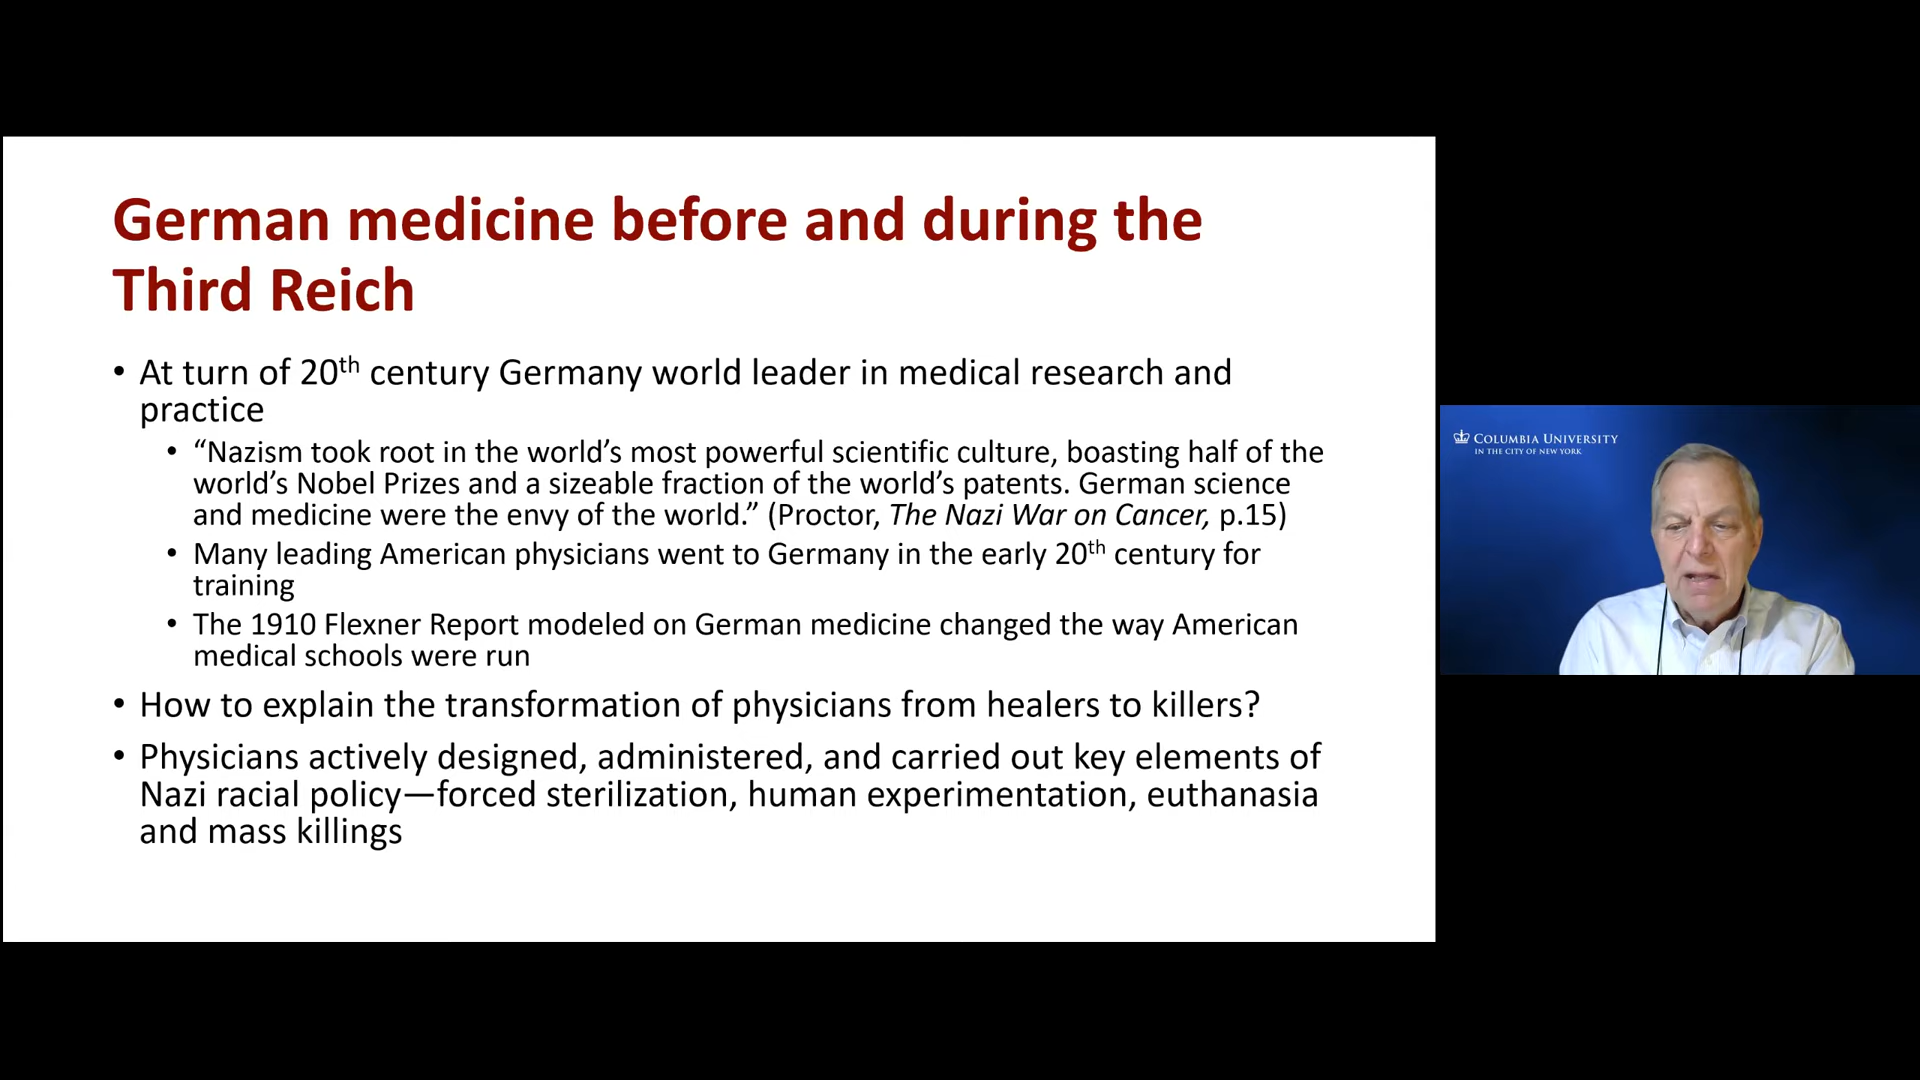 German medicine before and during the
Third Reich
• At turn of 20th century Germany world leader in medical research and
practice
• “Nazism took root in the world’s most powerful scientific culture, boasting half of the
world’s Nobel Prizes and a sizeable fraction of the world’s patents. German science
and medicine were the envy of the world.” (Proctor, The Nazi War on Cancer, p.15)
• Many leading American physicians went to Germany in the early 20th century for
training
• The 1910 Flexner Report modeled on German medicine changed the way American
medical schools were run
• How to explain the transformation of physicians from healers to killers?
• Physicians actively designed, administered, and carried out key elements of
Nazi racial policy—forced sterilization, human experimentation, euthanasia
and mass killings
COLUMBIA UNIVERSITY
IN THE CITY OF NEW YORK